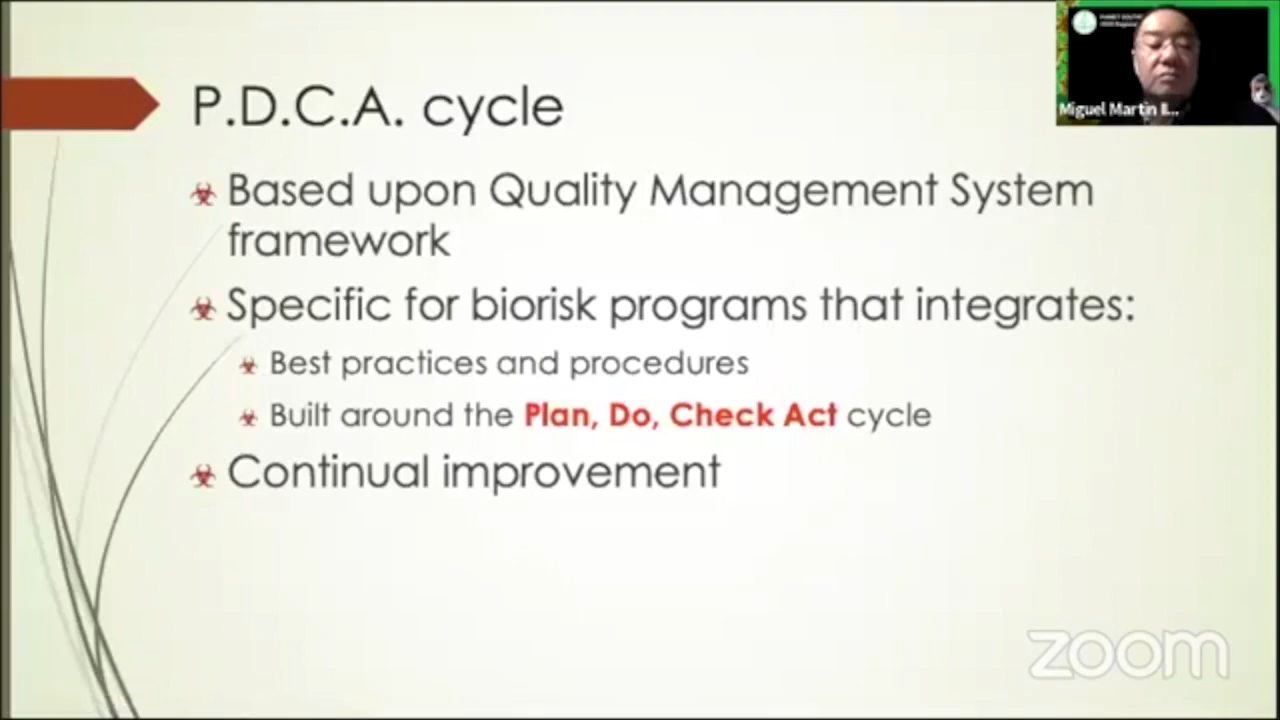 P.D.C.A. cycle
Based upon Quality Management System
framework
Specific for biorisk programs that integrates:
Best practices and procedures
Built around the Plan, Do, Check Act cycle
Continual improvement
Miguel Martin II...
zoom